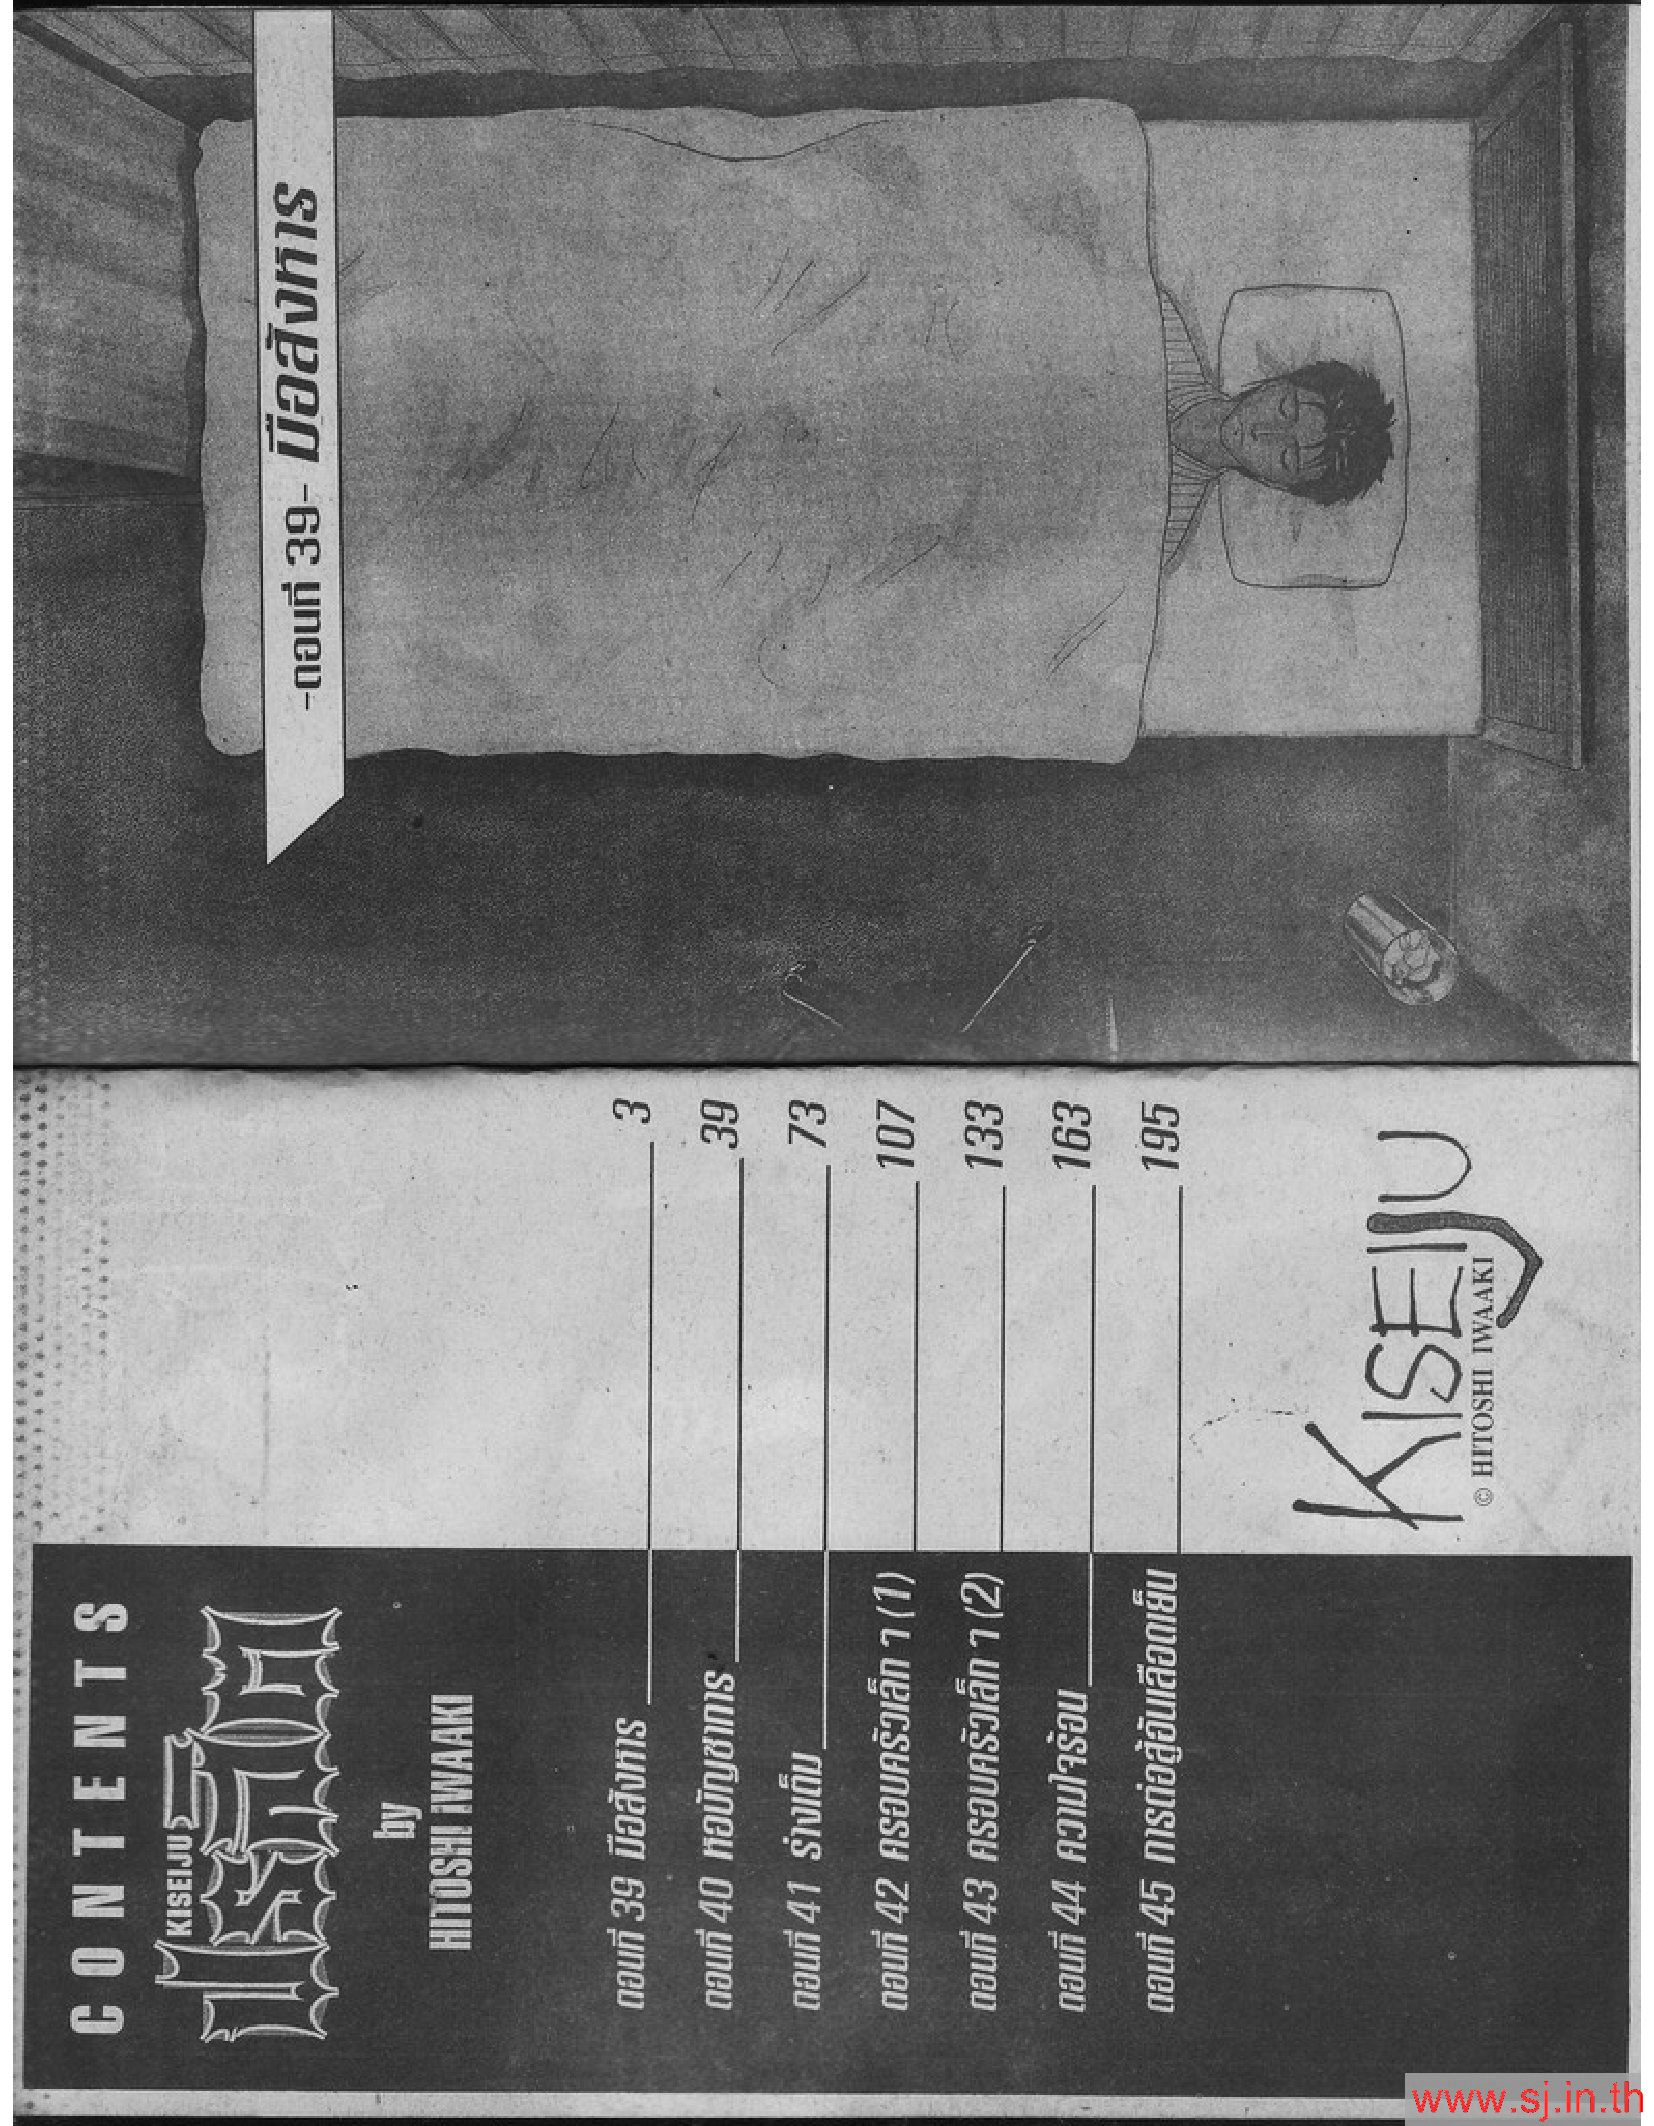 CONTENTS
KISEIJU
ปรสิต
by
HITOSHI IWAAKI
ตอนที่ 39 มือสังหาร 3
ตอนที่ 40 หอบัญชาการ 39
ตอนที่ 41 ร่างเต็ม 73
ตอนที่ 42 ครอบครัวเล็ก ๆ (1) 107
ตอนที่ 43 ครอบครัวเล็ก ๆ (2) 133
ตอนที่ 44 ความใจร้อน 163
ตอนที่ 45 การต่อสู้อันเลือดเย็น 195
KISEIJU
© HITOSHI IWAAKI
-ตอนที่ 39- มือสังหาร
www.sj.in.th